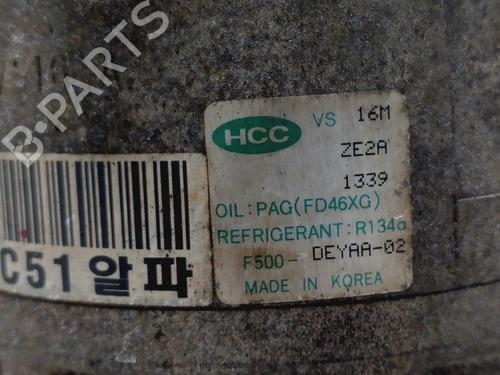 B-PARTS
HCC VS 16M
ZE2A
1339
OIL:PAG(FD46XG)
REFRIGERANT:R134a
F500-DEYAA-02
MADE IN KOREA
C51 알파